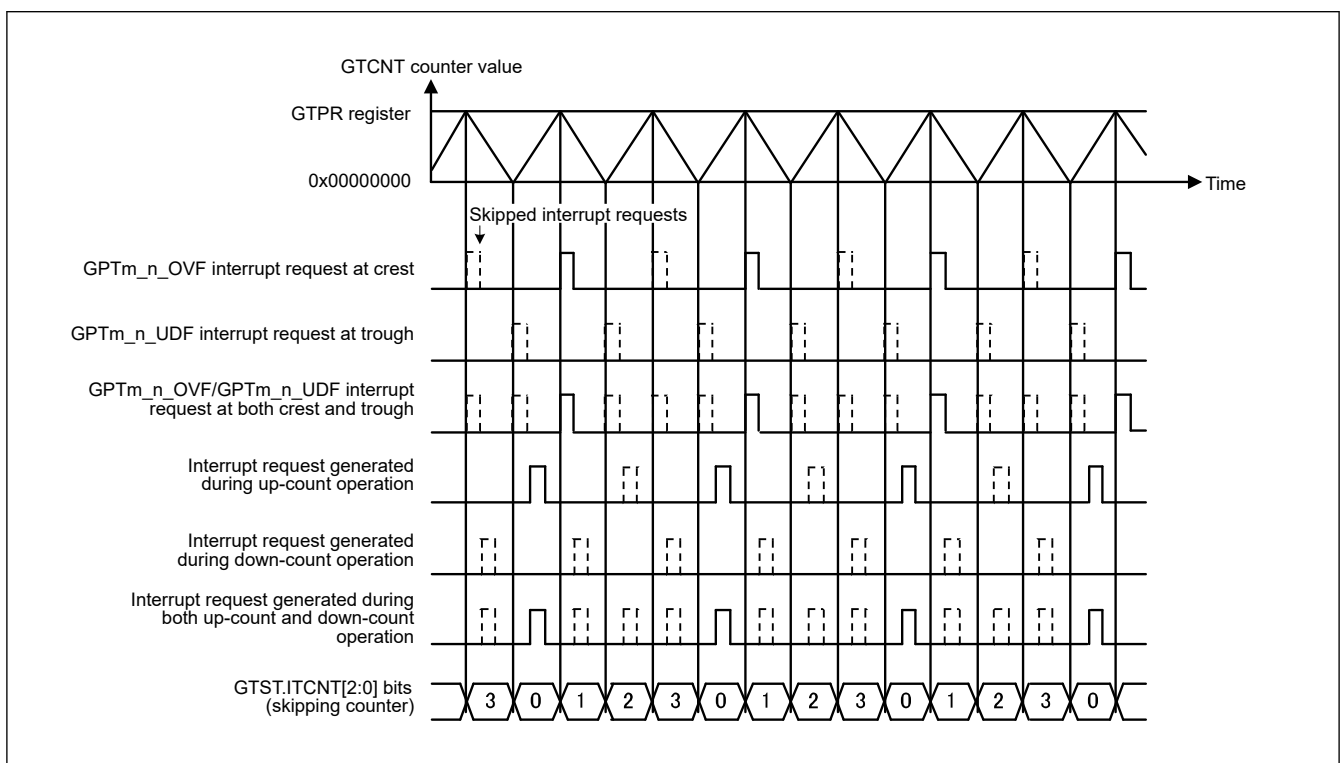 GTCNT counter value
GTPR register
0x00000000
Time
Skipped interrupt requests
GPTm_n_OVF interrupt request at crest
GPTm_n_UDF interrupt request at trough
GPTm_n_OVF/GPTm_n_UDF interrupt
request at both crest and trough
Interrupt request generated
during up-count operation
Interrupt request generated
during down-count operation
Interrupt request generated during
both up-count and down-count
operation
GTST.ITCNT[2:0] bits
(skipping counter)
3 0 1 2 3 0 1 2 3 0 1 2 3 0